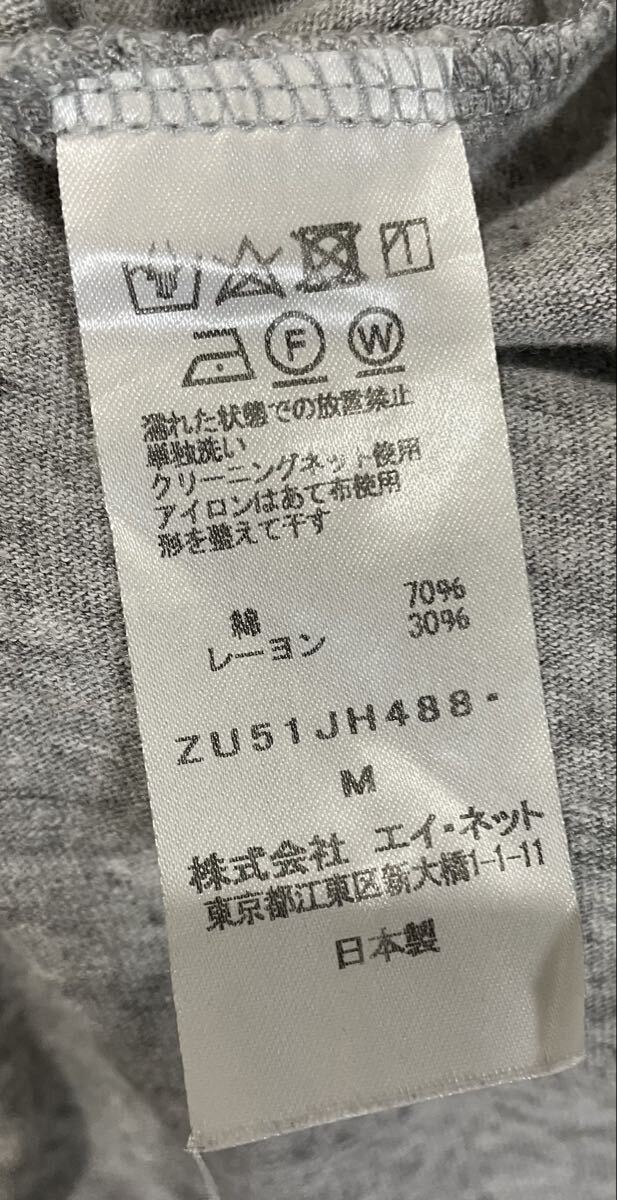 F W
濡れた状態での放置禁止
単独洗い
クリーニングネット使用
アイロンはあて布使用
形を整えて干す
綿 70%
レーヨン 30%
ZU51JH488-
M
株式会社 エイ・ネット
東京都江東区新大橋1-1-11
日本製